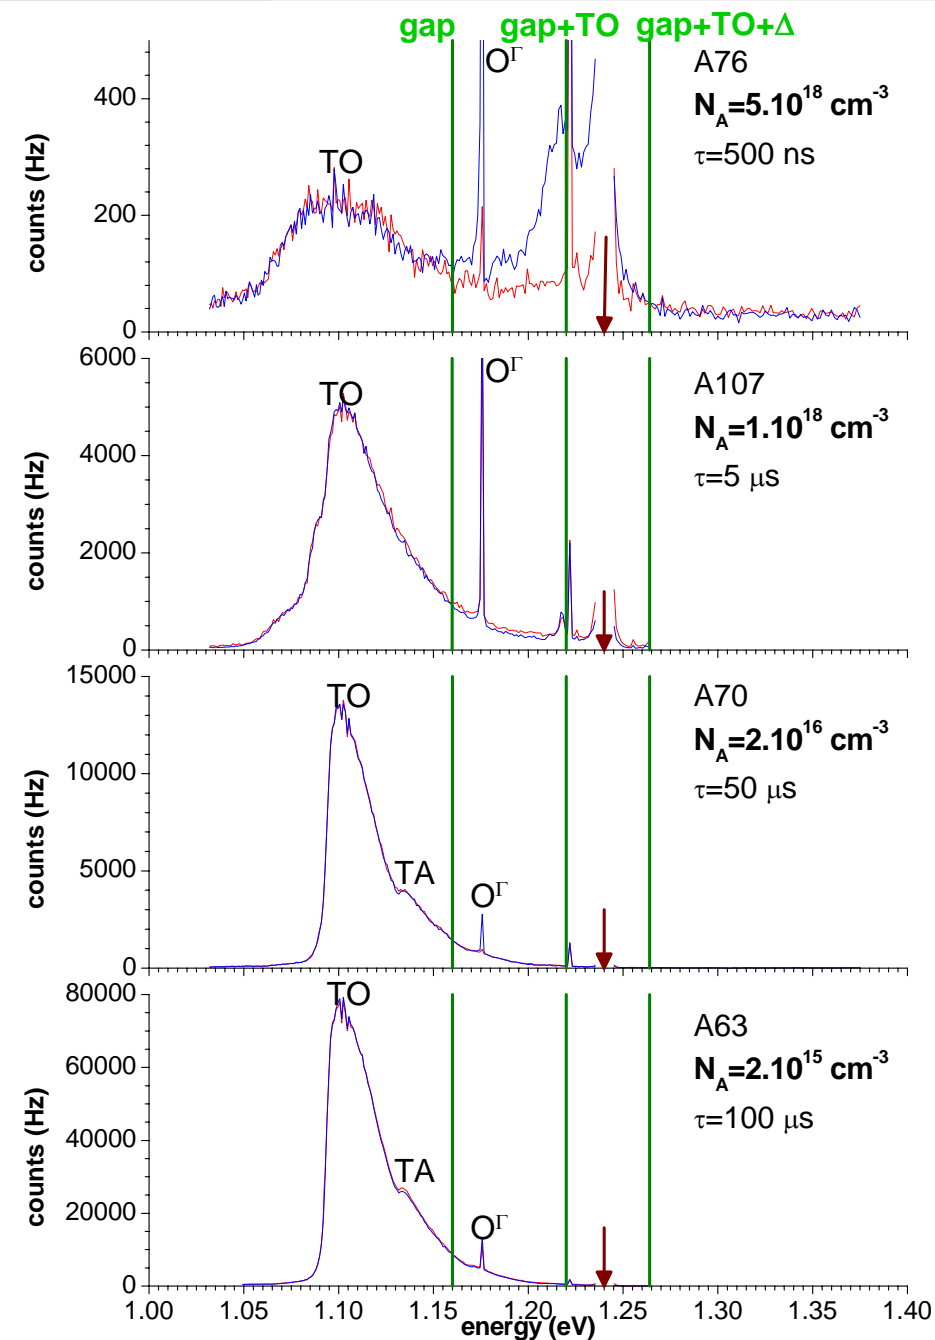 gap gap+TO gap+TO+Δ
counts (Hz)
400
200
0
TO
O^Γ
A76
N_A=5.10^18 cm^-3
τ=500 ns
counts (Hz)
6000
4000
2000
0
TO
O^Γ
A107
N_A=1.10^18 cm^-3
τ=5 μs
counts (Hz)
15000
10000
5000
0
TO
TA
O^Γ
A70
N_A=2.10^16 cm^-3
τ=50 μs
counts (Hz)
80000
60000
40000
20000
0
TO
TA
O^Γ
A63
N_A=2.10^15 cm^-3
τ=100 μs
1.00 1.05 1.10 1.15 1.20 1.25 1.30 1.35 1.40
energy (eV)